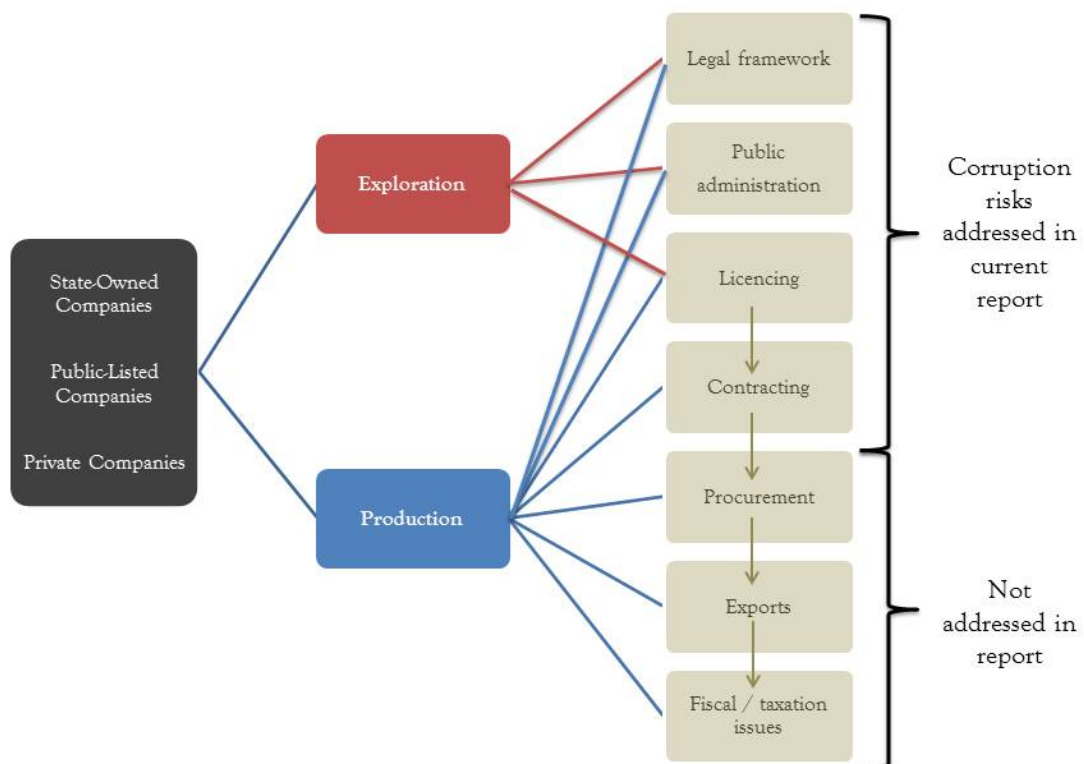 State-Owned
Companies
Public-Listed
Companies
Private Companies
Exploration
Production
Legal framework
Public
administration
Licencing
Contracting
Procurement
Exports
Fiscal / taxation
issues
Corruption
risks
addressed in
current
report
Not
addressed in
report